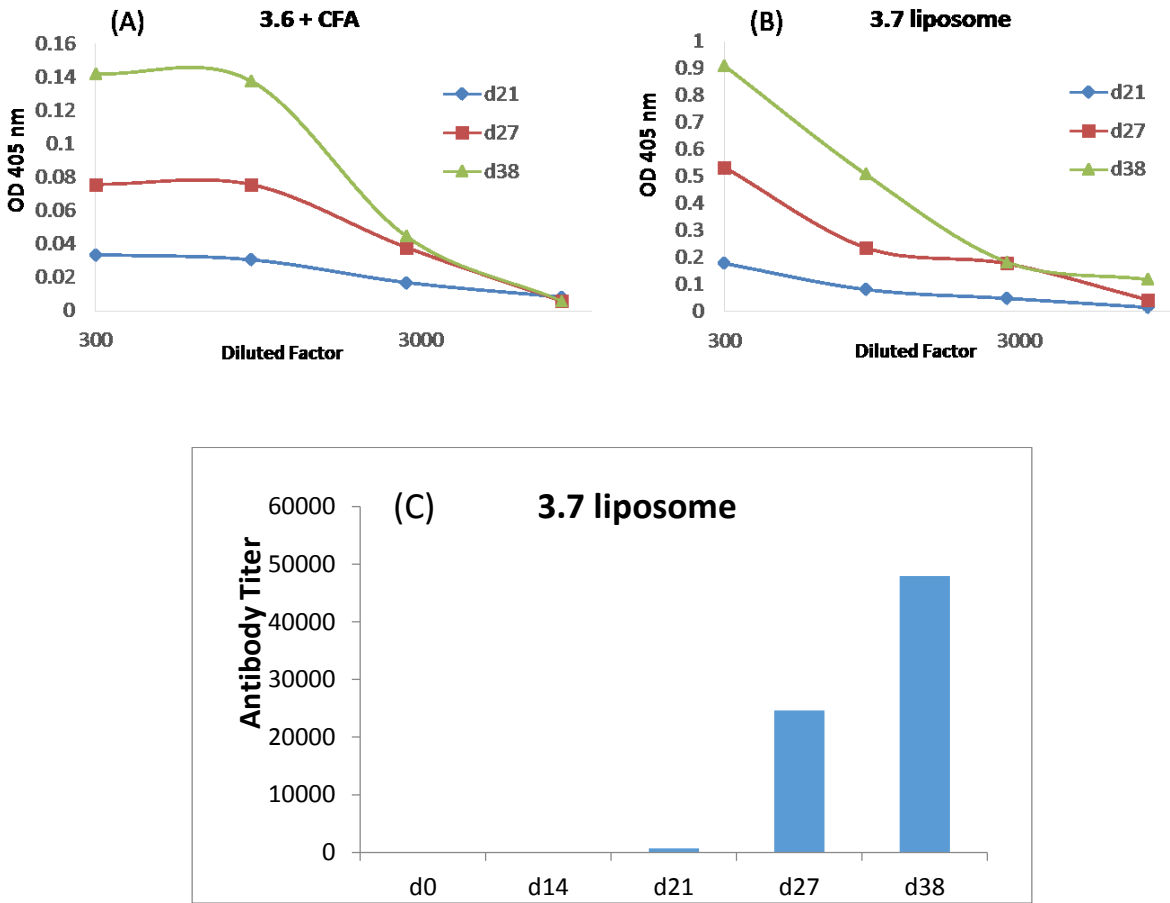 (A) 3.6 + CFA
0.16
0.14
0.12
0.1
0.08
0.06
0.04
0.02
0
OD 405 nm
d21
d27
d38
300
3000
Diluted Factor
(B) 3.7 liposome
1
0.9
0.8
0.7
0.6
0.5
0.4
0.3
0.2
0.1
0
OD 405 nm
d21
d27
d38
300
3000
Diluted Factor
(C) 3.7 liposome
60000
50000
40000
30000
20000
10000
0
Antibody Titer
d0 d14 d21 d27 d38